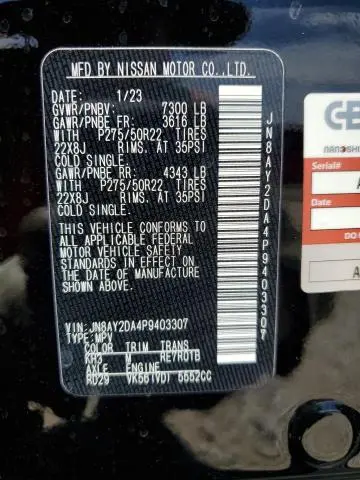 MFD BY NISSAN MOTOR CO.,LTD.
DATE: 1/23
GVWR/PNBV: 7300 LB
GAWR/PNBE FR: 3616 LB
WITH P275/50R22 TIRES
22X8J RIMS. AT 35PSI
COLD SINGLE.
GAWR/PNBE RR: 4343 LB
WITH P275/50R22 TIRES
22X8J RIMS. AT 35PSI
COLD SINGLE.
THIS VEHICLE CONFORMS
TO ALL APPLICABLE FEDERAL
MOTOR VEHICLE SAFETY
STANDARDS IN EFFECT ON
THE DATE OF MANUFACTURE
SHOWN ABOVE.
VIN: JN8AY2DA4P9403307
TYPE: MPV
COLOR TRIM TRANS
KH3 M RE7R01B
AXLE ENGINE
RD29 VK56(VD) 5552CC
JN8AY2DA4P9403307
Serial#
Date:
DO